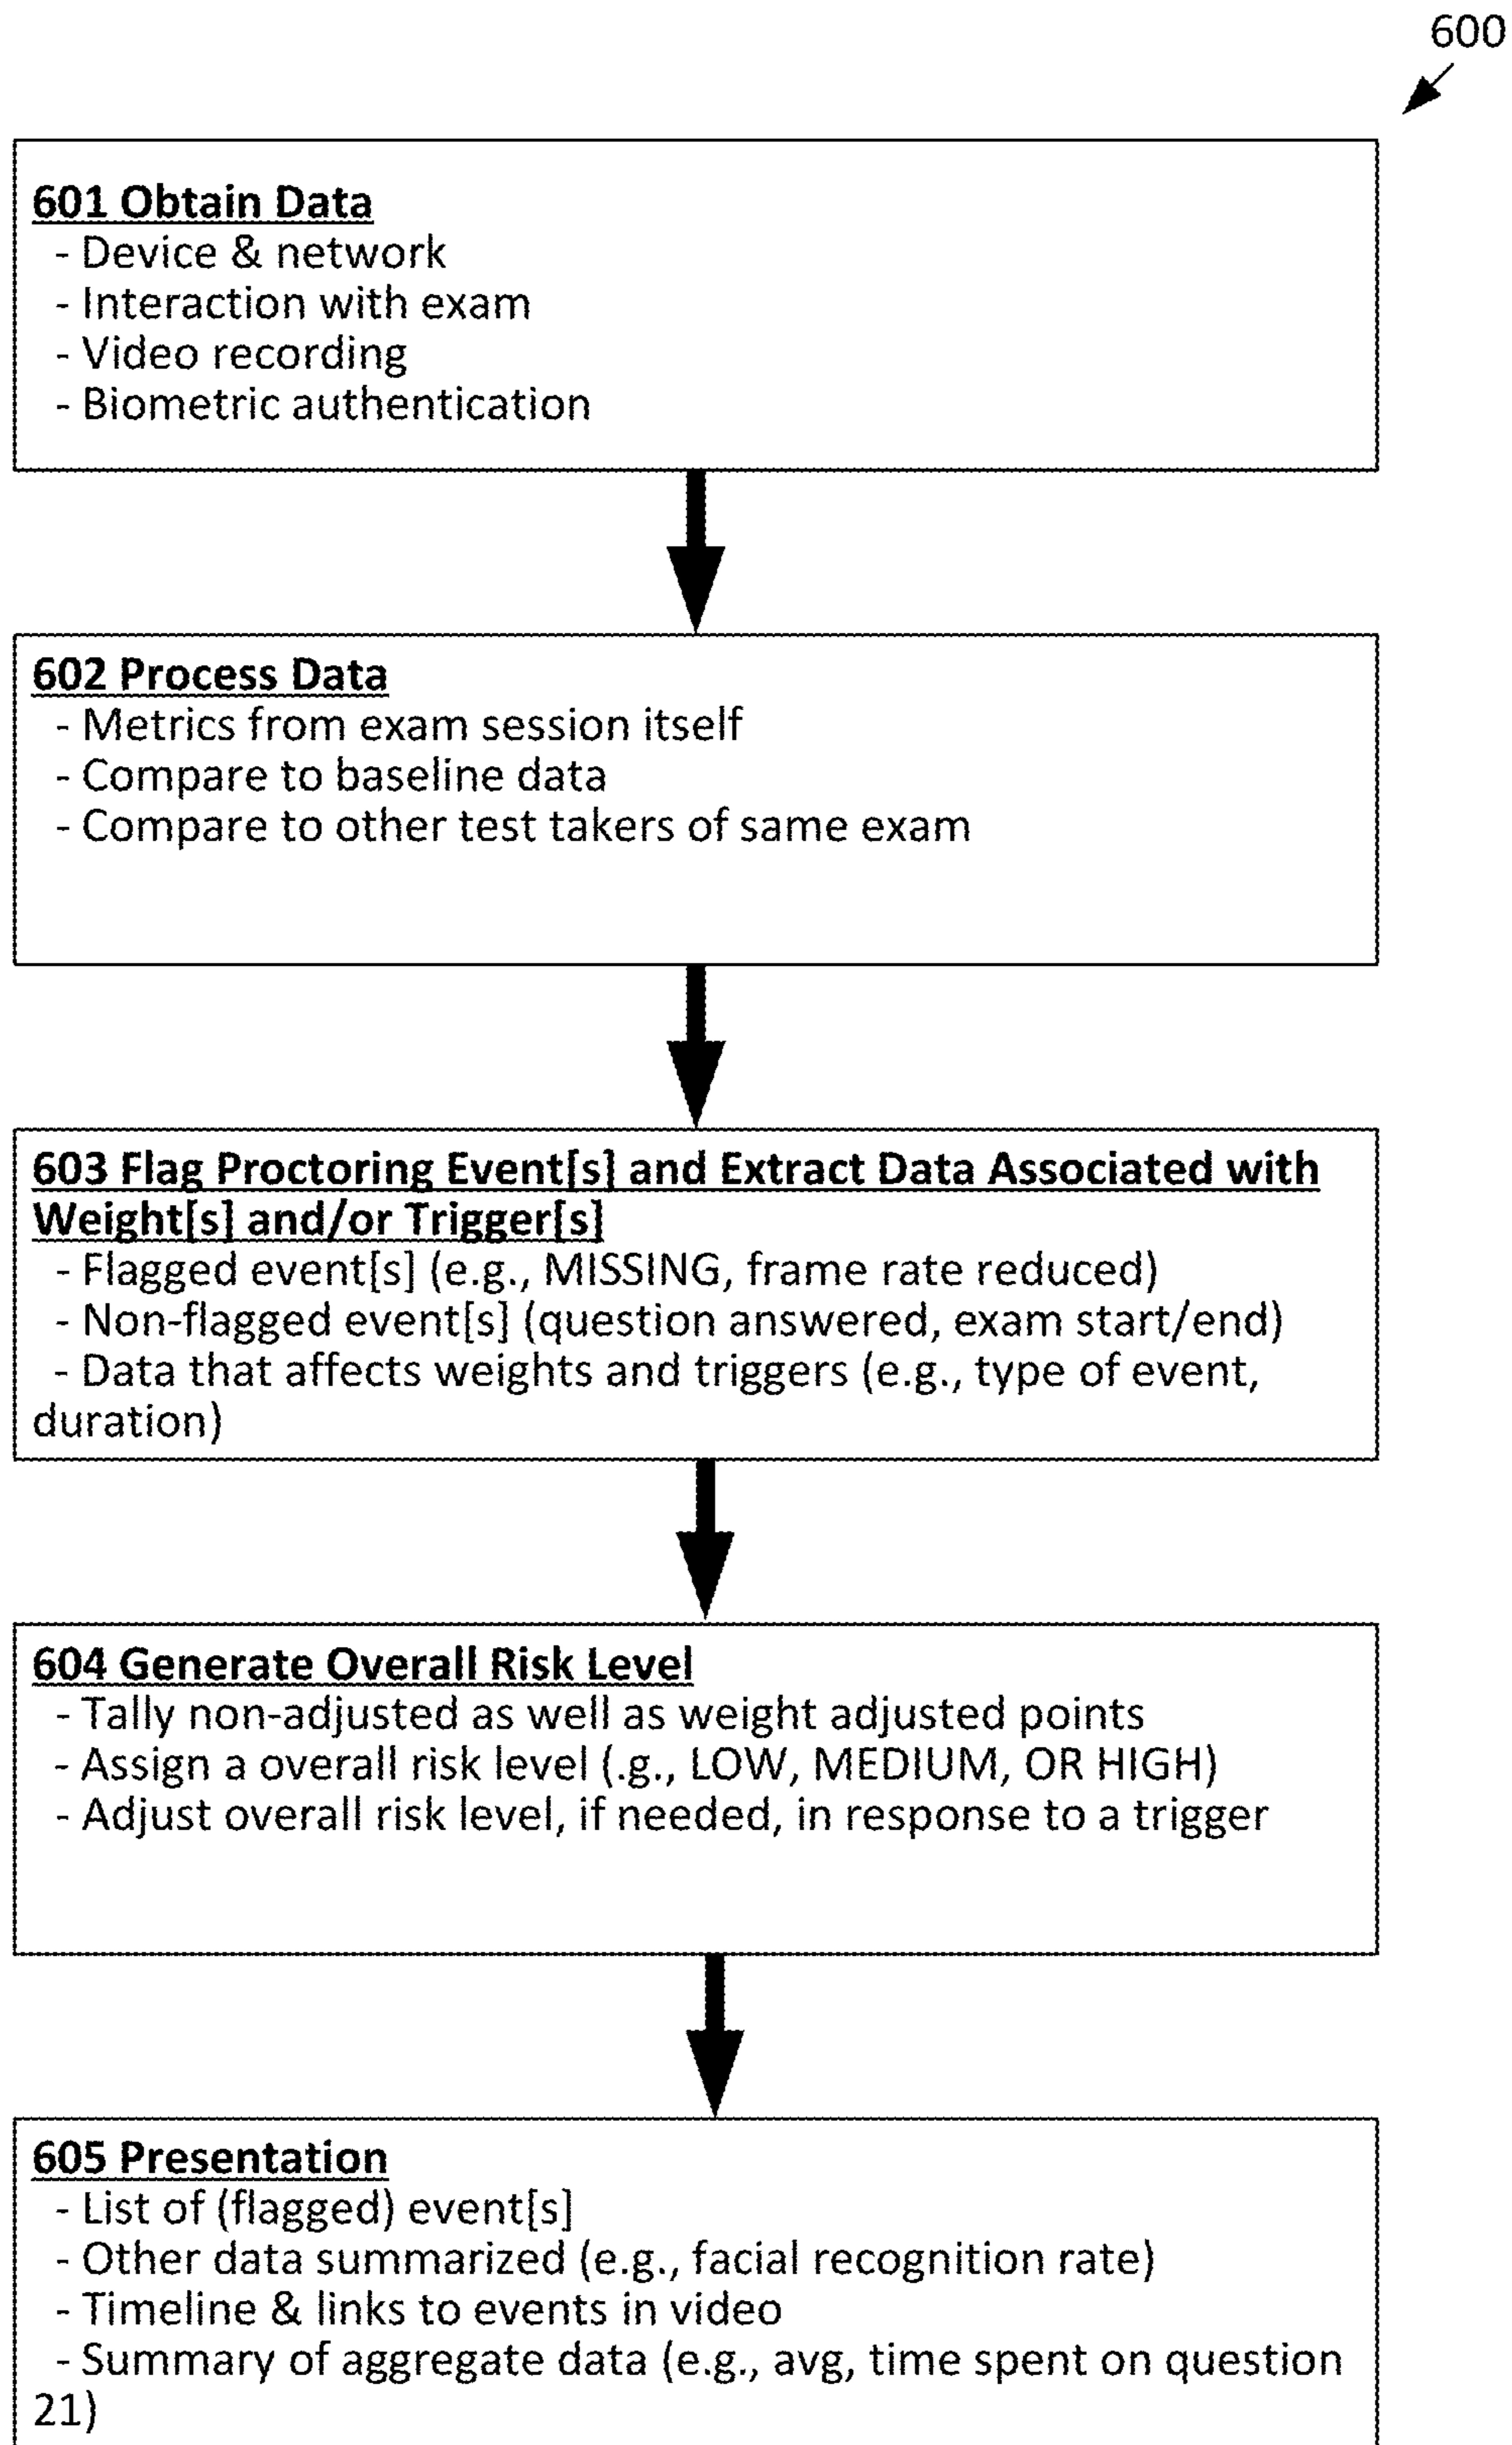 600
601 Obtain Data
- Device & network
- Interaction with exam
- Video recording
- Biometric authentication
602 Process Data
- Metrics from exam session itself
- Compare to baseline data
- Compare to other test takers of same exam
603 Flag Proctoring Event[s] and Extract Data Associated with
Weight[s] and/or Trigger[s]
- Flagged event[s] (e.g., MISSING, frame rate reduced)
- Non-flagged event[s] (question answered, exam start/end)
- Data that affects weights and triggers (e.g., type of event,
duration)
604 Generate Overall Risk Level
- Tally non-adjusted as well as weight adjusted points
- Assign a overall risk level (.g., LOW, MEDIUM, OR HIGH)
- Adjust overall risk level, if needed, in response to a trigger
605 Presentation
- List of (flagged) event[s]
- Other data summarized (e.g., facial recognition rate)
- Timeline & links to events in video
- Summary of aggregate data (e.g., avg, time spent on question
21)